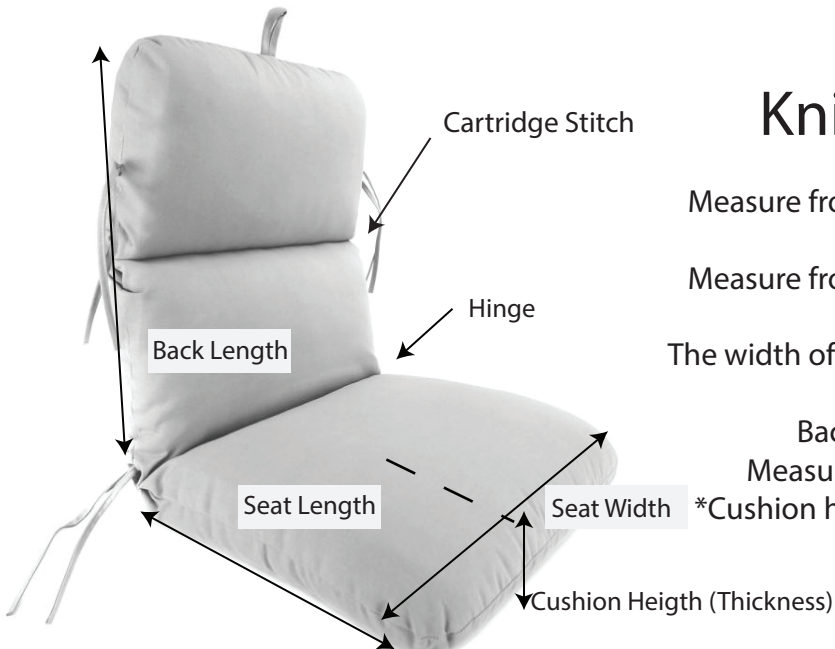 Kni
Cartridge Stitch
Measure fro
Measure fro
Hinge
Back Length
The width of
Bac
Measu
Seat Length
Seat Width
*Cushion h
Cushion Heigth (Thickness)